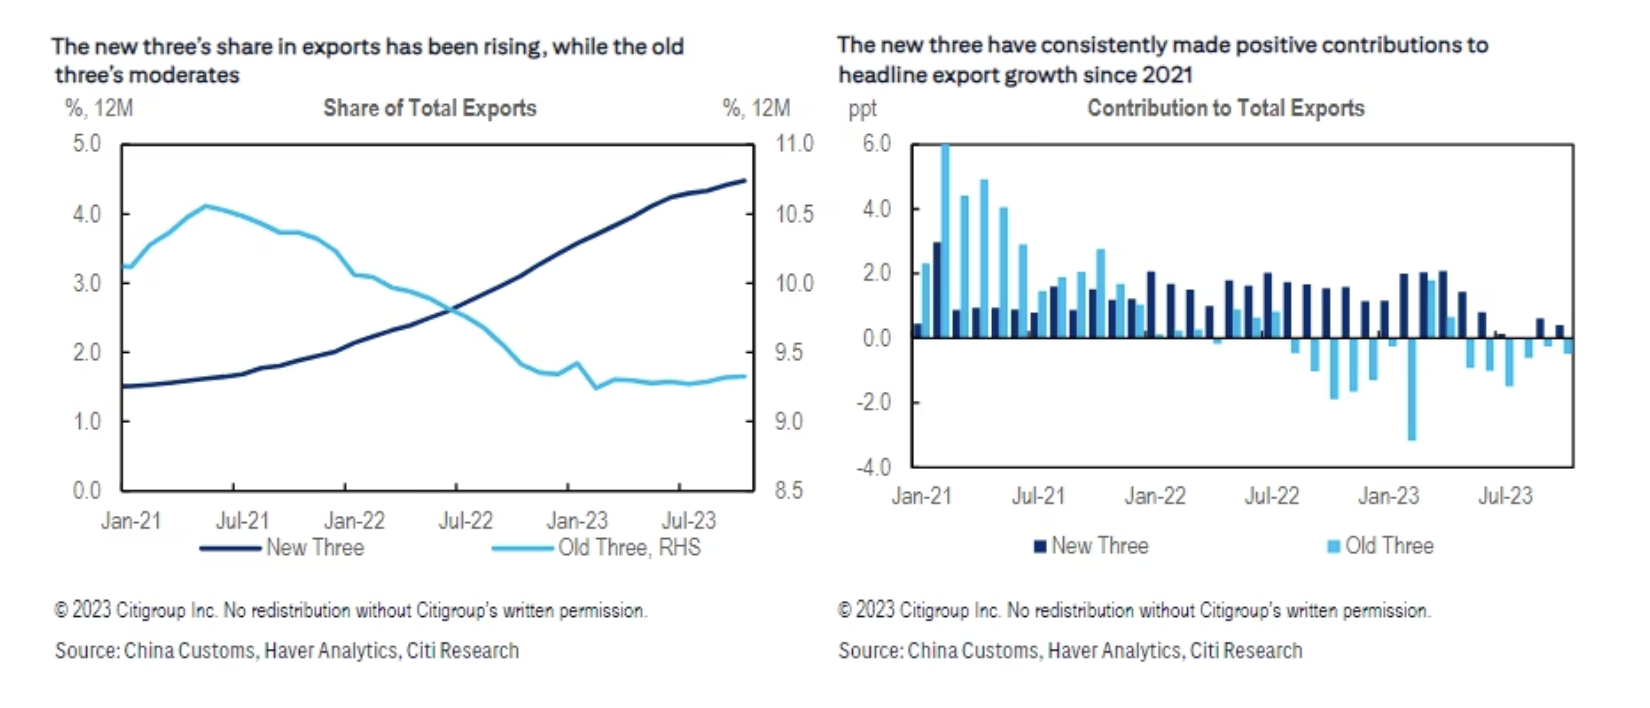 The new three's share in exports has been rising, while the old
three's moderates
%, 12M Share of Total Exports %, 12M
5.0 11.0
4.0 10.5
3.0 10.0
2.0 9.5
1.0 9.0
0.0 8.5
Jan-21 Jul-21 Jan-22 Jul-22 Jan-23 Jul-23
New Three Old Three, RHS
© 2023 Citigroup Inc. No redistribution without Citigroup's written permission.
Source: China Customs, Haver Analytics, Citi Research
The new three have consistently made positive contributions to
headline export growth since 2021
ppt Contribution to Total Exports
6.0
4.0
2.0
0.0
-2.0
-4.0
Jan-21 Jul-21 Jan-22 Jul-22 Jan-23 Jul-23
New Three Old Three
© 2023 Citigroup Inc. No redistribution without Citigroup's written permission.
Source: China Customs, Haver Analytics, Citi Research